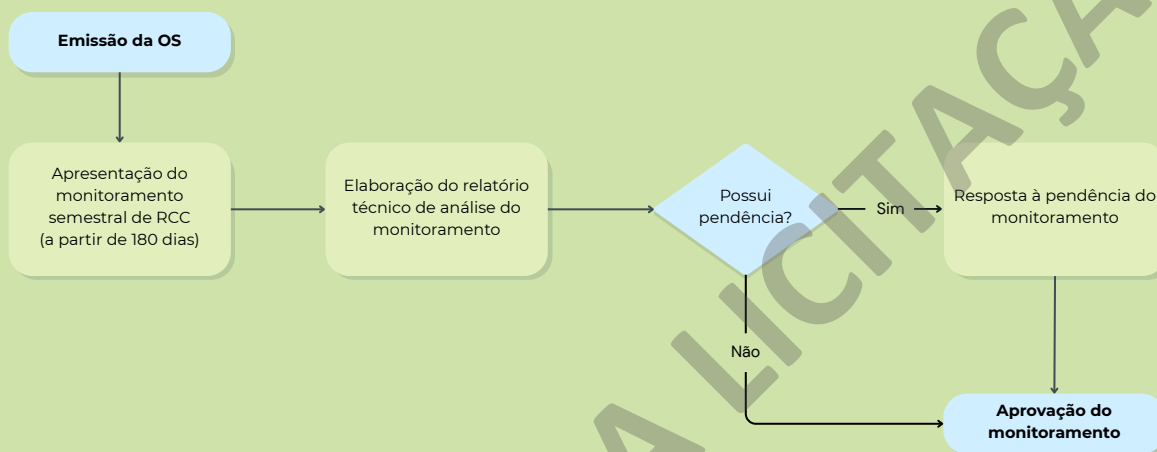 Emissão da OS
Apresentação do
monitoramento
semestral de RCC
(a partir de 180 dias)
Elaboração do relatório
técnico de análise do
monitoramento
Possui
pendência?
Sim
Resposta à pendência do
monitoramento
Não
Aprovação do
monitoramento
LICITAÇÃ